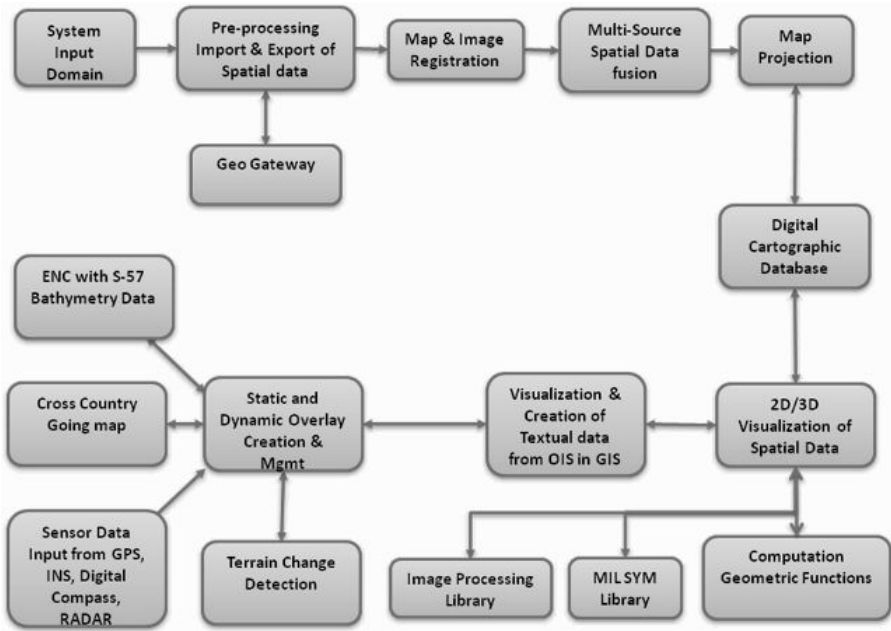 System
Input
Domain
Pre-processing
Import & Export of
Spatial data
Map & Image
Registration
Multi-Source
Spatial Data
fusion
Map
Projection
Geo Gateway
Digital
Cartographic
Database
ENC with S-57
Bathymetry Data
Cross Country
Going map
Static and
Dynamic Overlay
Creation &
Mgmt
Visualization &
Creation of
Textual data
from OIS in GIS
2D/3D
Visualization of
Spatial Data
Sensor Data
Input from GPS,
INS, Digital
Compass,
RADAR
Terrain Change
Detection
Image Processing
Library
MIL SYM
Library
Computation
Geometric Functions